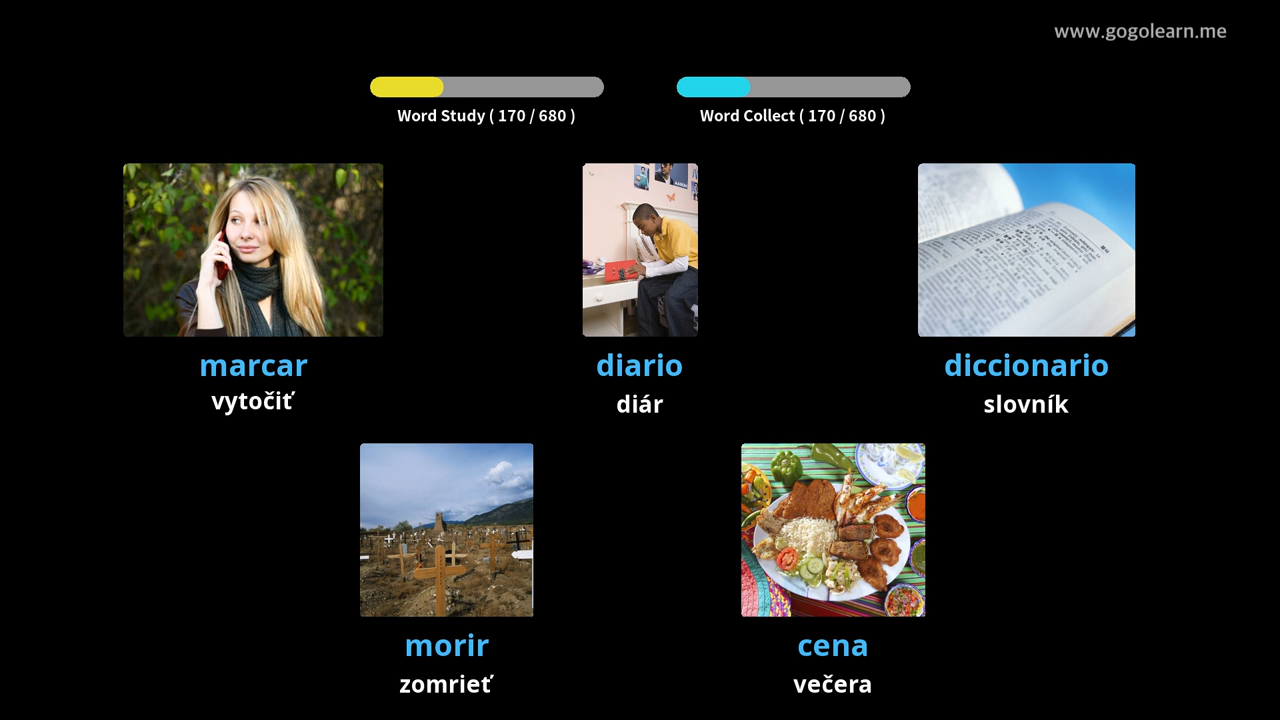 www.gogolearn.me
Word Study ( 170 / 680 )
Word Collect ( 170 / 680 )
marcar
vytočiť
diario
diár
diccionario
slovník
morir
zomrieť
cena
večera